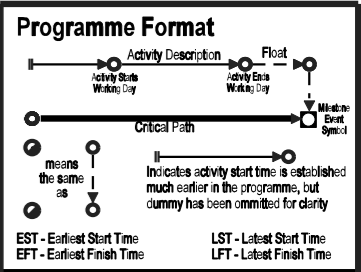 Programme Format
Activity Description
Float
Activity Starts
Working Day
Activity Ends
Working Day
Milestone
Event
Symbol
Critical Path
means
the same
as
Indicates activity start time is established
much earlier in the programme, but
dummy has been ommitted for clarity
EST - Earliest Start Time
LST - Latest Start Time
EFT - Earliest Finish Time
LFT - Latest Finish Time